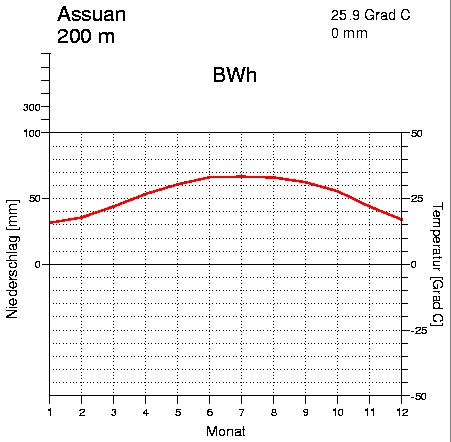 Assuan
200 m
25.9 Grad C
0 mm
BWh
300
100
50
0
Niederschlag [mm]
50
25
0
-25
-50
Temperatur [Grad C]
1 2 3 4 5 6 7 8 9 10 11 12
Monat